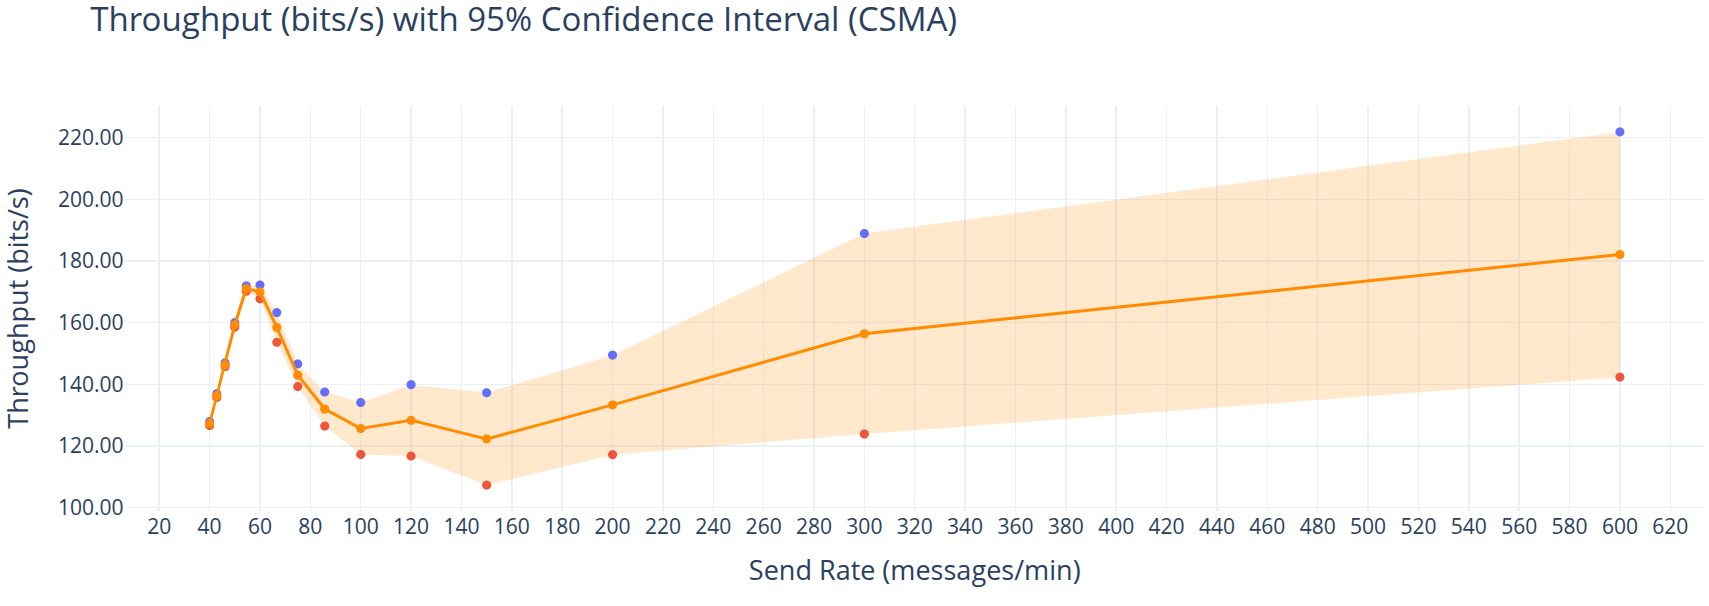 Throughput (bits/s) with 95% Confidence Interval (CSMA)
Throughput (bits/s)
220.00
200.00
180.00
160.00
140.00
120.00
100.00
20 40 60 80 100 120 140 160 180 200 220 240 260 280 300 320 340 360 380 400 420 440 460 480 500 520 540 560 580 600 620
Send Rate (messages/min)